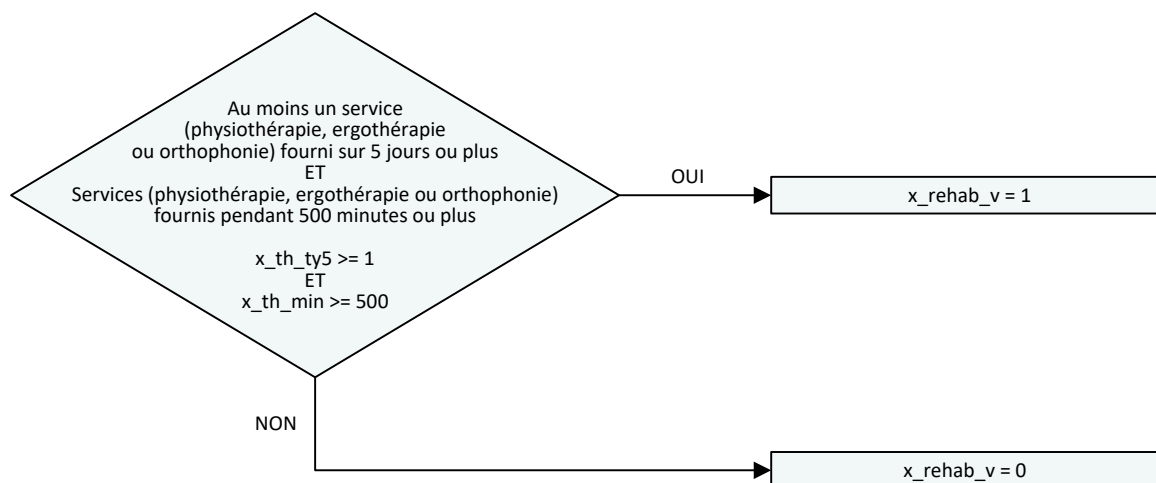 Au moins un service
(physiothérapie, ergothérapie
ou orthophonie) fourni sur 5 jours ou plus
ET
Services (physiothérapie, ergothérapie ou orthophonie)
fournis pendant 500 minutes ou plus
x_th_ty5 >= 1
ET
x_th_min >= 500
OUI
x_rehab_v = 1
NON
x_rehab_v = 0